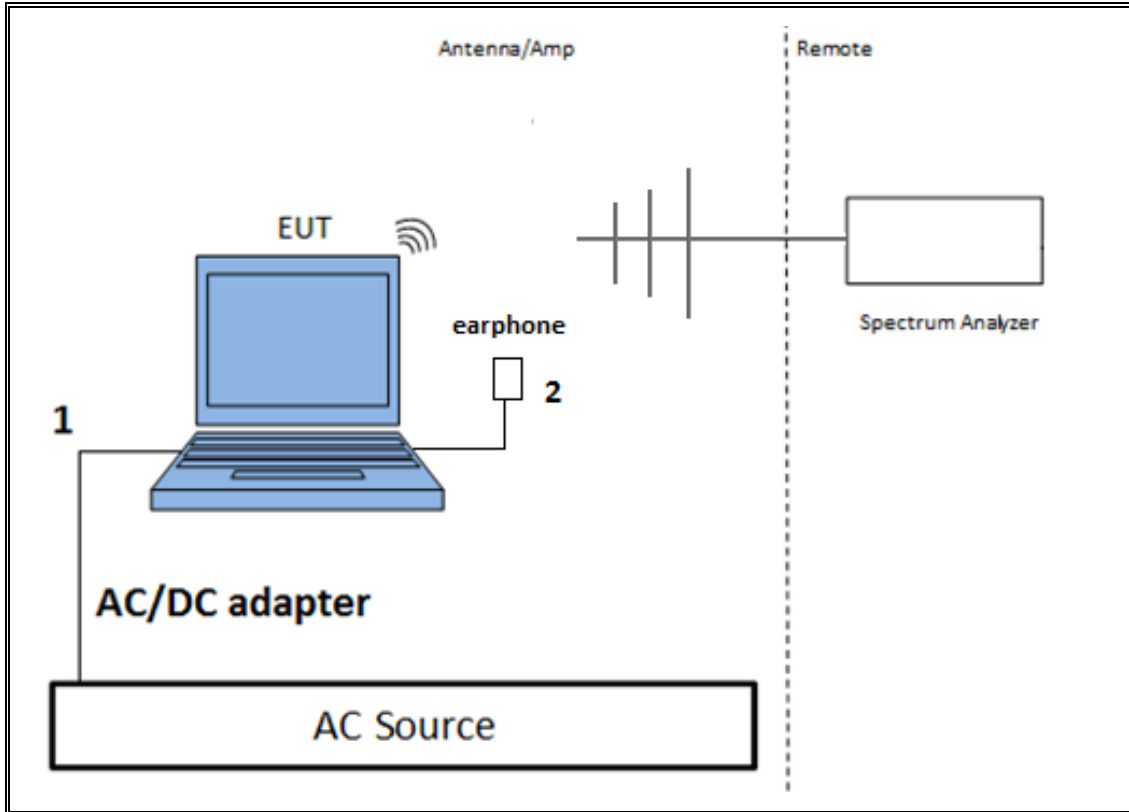 Antenna/Amp
Remote
EUT
earphone
Spectrum Analyzer
2
1
AC/DC adapter
AC Source